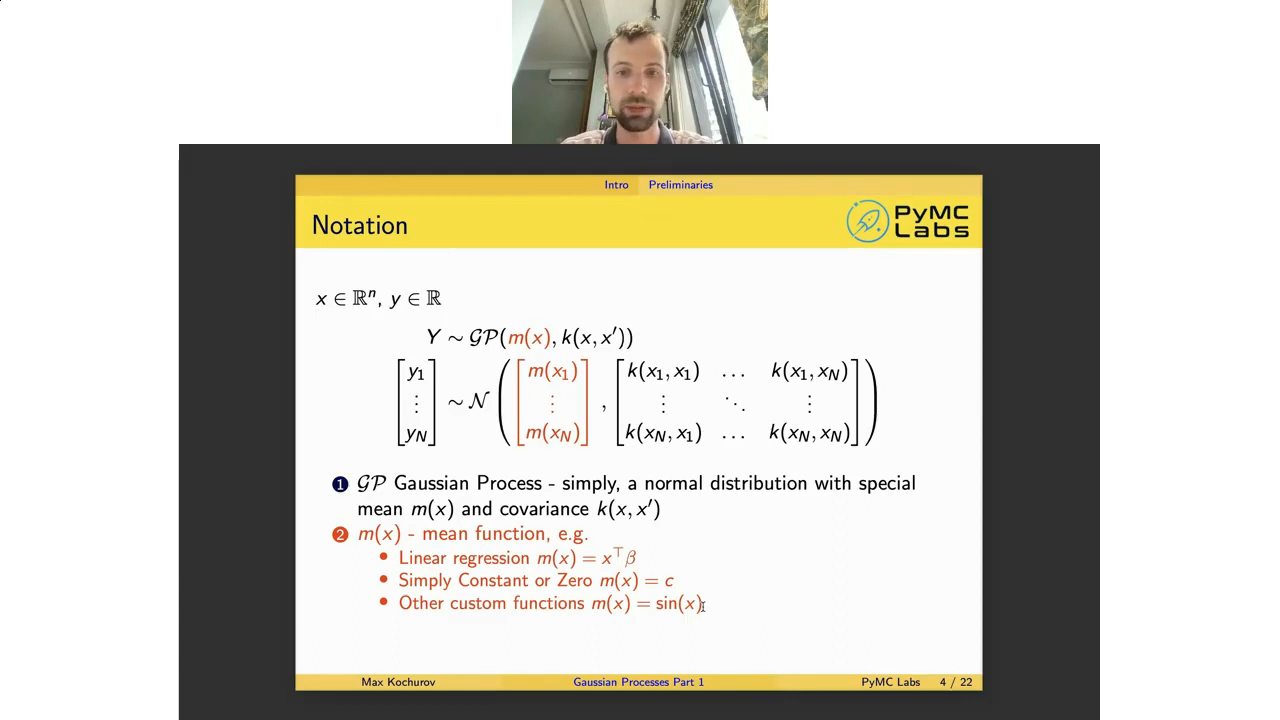 Intro Preliminaries
Notation
PyMC
Labs
x ∈ ℝⁿ, y ∈ ℝ
Y ∼ 𝒢𝒫(m(x), k(x, x′))
[y₁ ⋮ y_N] ∼ 𝒩 ([m(x₁) ⋮ m(x_N)], [k(x₁, x₁) … k(x₁, x_N) ⋮ ⋱ ⋮ k(x_N, x₁) … k(x_N, x_N)])
1 𝒢𝒫 Gaussian Process - simply, a normal distribution with special
mean m(x) and covariance k(x, x′)
2 m(x) - mean function, e.g.
• Linear regression m(x) = x⊤β
• Simply Constant or Zero m(x) = c
• Other custom functions m(x) = sin(x)
Max Kochurov Gaussian Processes Part 1 PyMC Labs 4 / 22